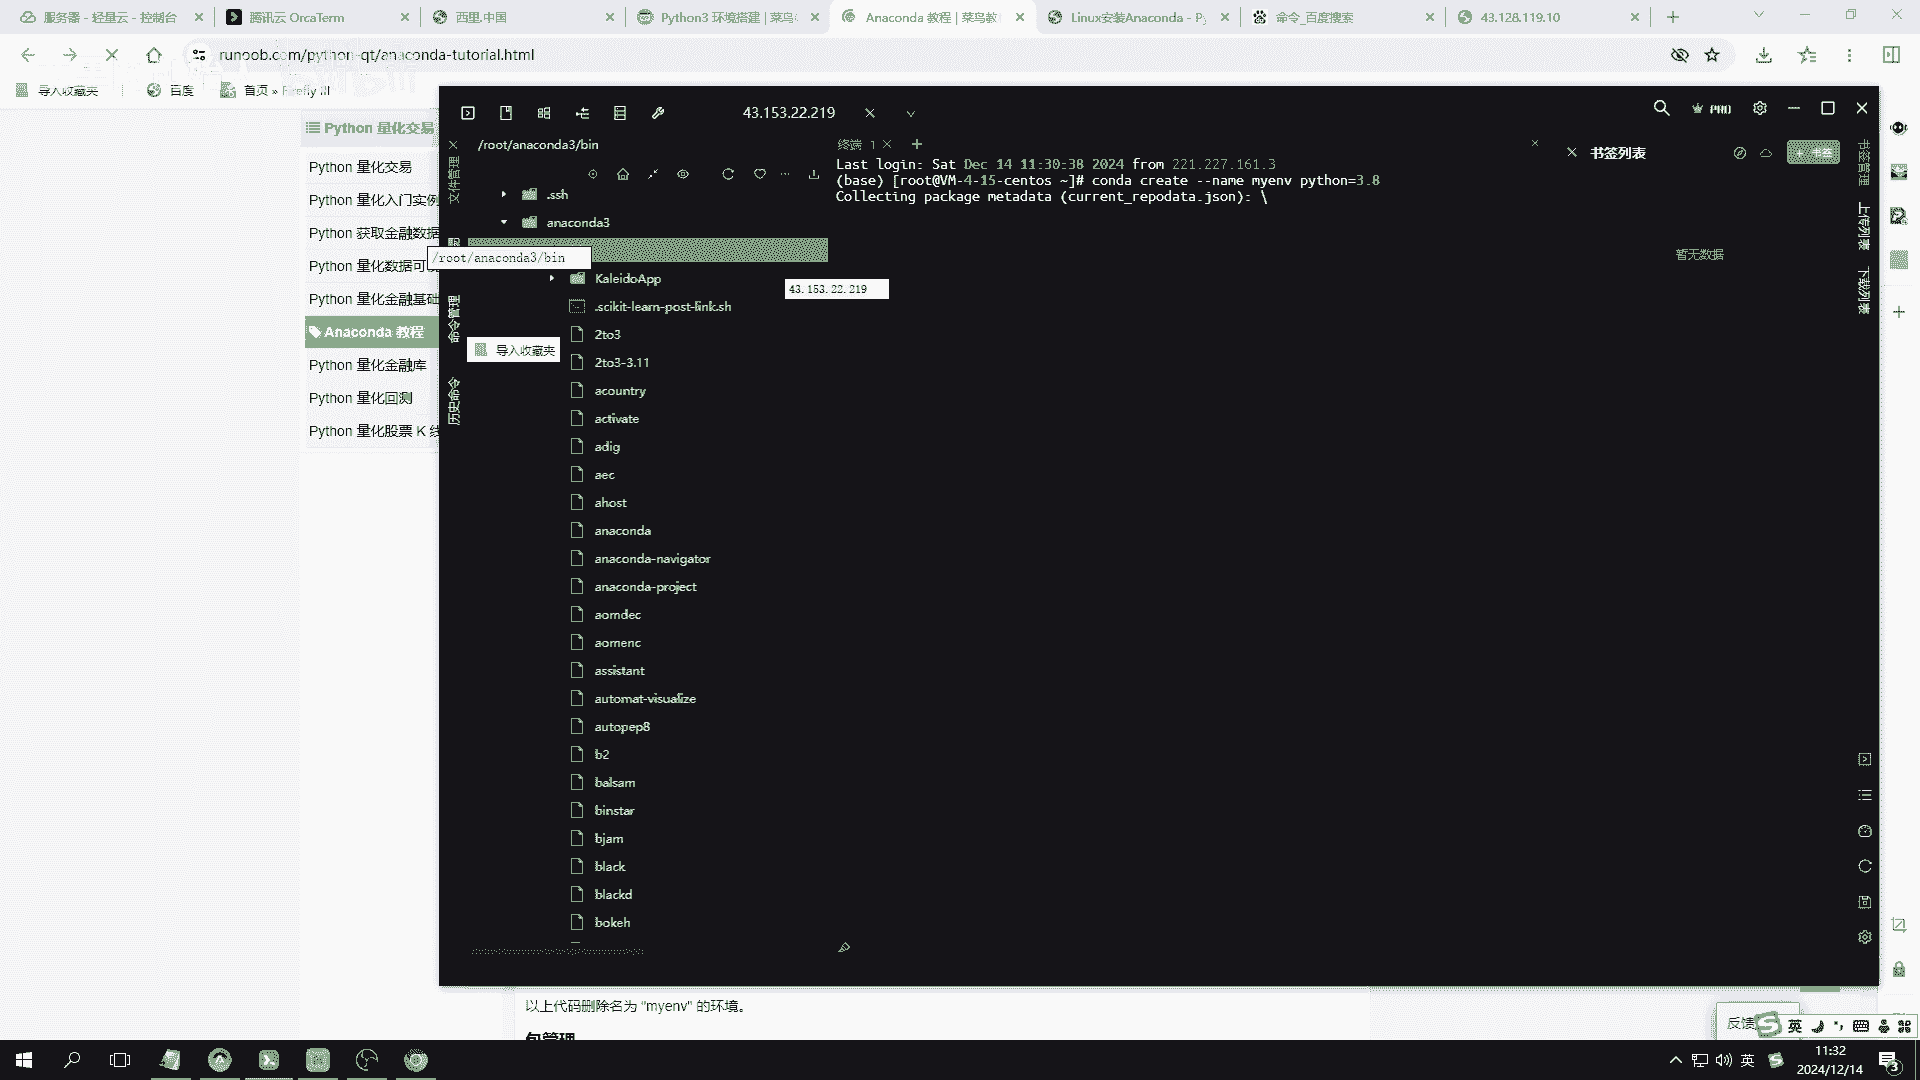 服务器 - 轻量云 - 控制台
腾讯云 OrcaTerm
西里.中国
Python3 环境搭建 | 菜鸟
Anaconda 教程 | 菜鸟教
Linux安装Anaconda - Py
命令_百度搜索
43.128.119.10
runoob.com/python-qt/anaconda-tutorial.html
导入收藏夹
百度
首页 » Firefly III
Python 量化交易
Python 量化交易
Python 量化入门实例
Python 获取金融数据
Python 量化数据可
Python 量化金融基础
Anaconda 教程
Python 量化金融库
Python 量化回测
Python 量化股票 K 线
43.153.22.219
PRO
文件管理
命令管理
历史命令
/root/anaconda3/bin
.ssh
anaconda3
/root/anaconda3/bin
KaleidoApp
.scikit-learn-post-link.sh
导入收藏夹
2to3
2to3-3.11
acountry
activate
adig
aec
ahost
anaconda
anaconda-navigator
anaconda-project
aomdec
aomenc
assistant
automat-visualize
autopep8
b2
balsam
binstar
bjam
black
blackd
bokeh
43.153.22.219
终端 1
Last login: Sat Dec 14 11:30:38 2024 from 221.227.161.3
(base) [root@VM-4-15-centos ~]# conda create --name myenv python=3.8
Collecting package metadata (current_repodata.json): \
书签列表
+ 书签
暂无数据
书签管理
上传列表
下载列表
以上代码删除名为 "myenv" 的环境。
包管理
反馈
英
英
11:32
2024/12/14
3